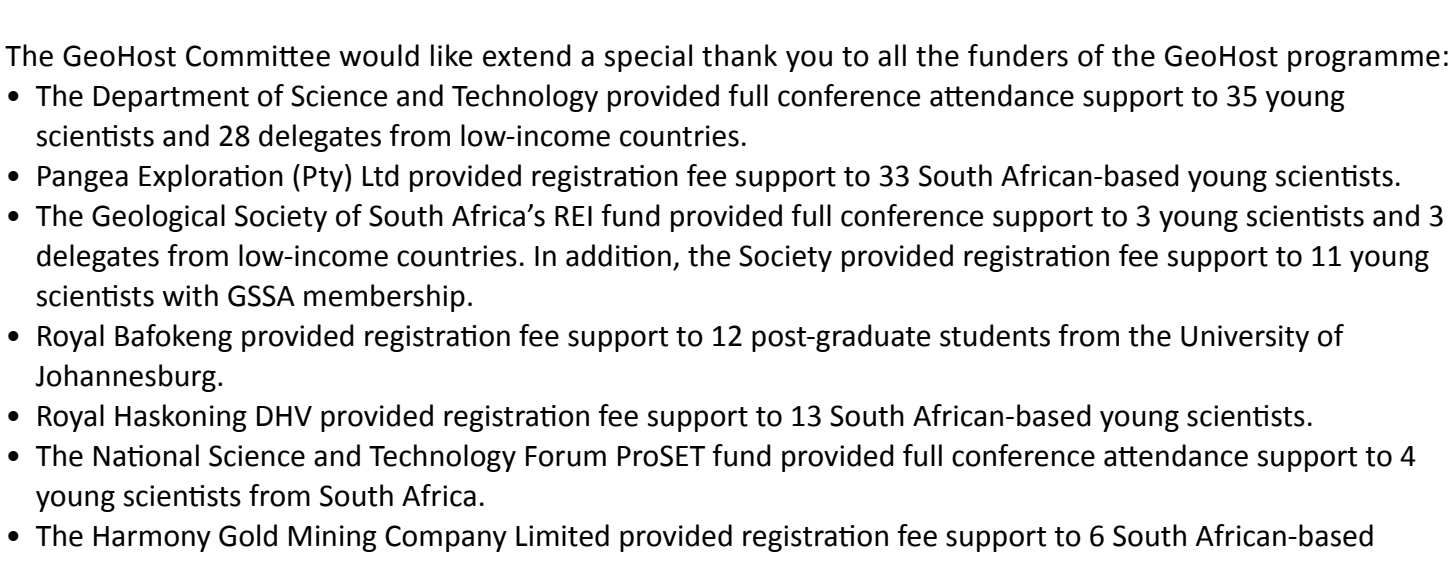 The GeoHost Committee would like extend a special thank you to all the funders of the GeoHost programme:
• The Department of Science and Technology provided full conference attendance support to 35 young
scientists and 28 delegates from low-income countries.
• Pangea Exploration (Pty) Ltd provided registration fee support to 33 South African-based young scientists.
• The Geological Society of South Africa’s REI fund provided full conference support to 3 young scientists and 3
delegates from low-income countries. In addition, the Society provided registration fee support to 11 young
scientists with GSSA membership.
• Royal Bafokeng provided registration fee support to 12 post-graduate students from the University of
Johannesburg.
• Royal Haskoning DHV provided registration fee support to 13 South African-based young scientists.
• The National Science and Technology Forum ProSET fund provided full conference attendance support to 4
young scientists from South Africa.
• The Harmony Gold Mining Company Limited provided registration fee support to 6 South African-based